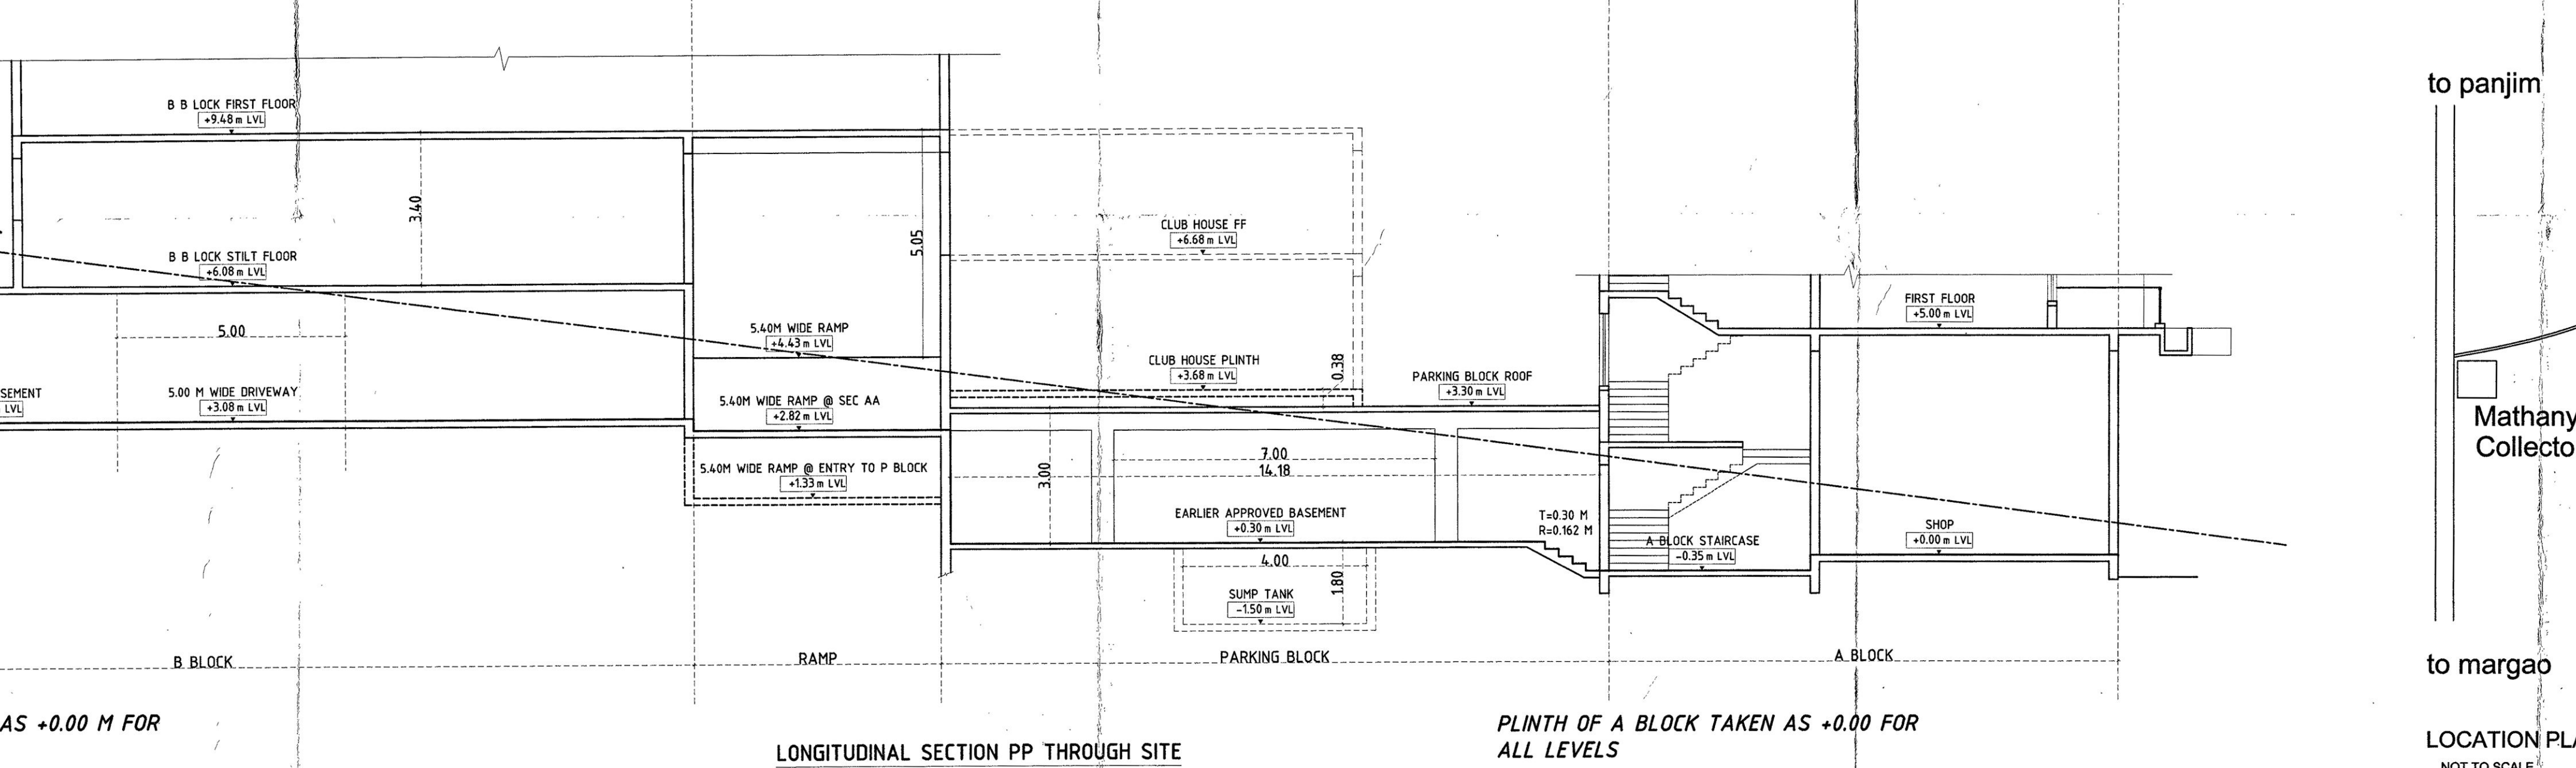 B B LOCK FIRST FLOOR
+9.48 m LVL
3.40
B B LOCK STILT FLOOR
+6.08 m LVL
5.00
SEMENT
LVL
5.00 M WIDE DRIVEWAY
+3.08 m LVL
5.05
5.40M WIDE RAMP
+4.43 m LVL
5.40M WIDE RAMP @ SEC AA
+2.82 m LVL
5.40M WIDE RAMP @ ENTRY TO P BLOCK
+1.33 m LVL
CLUB HOUSE FF
+6.68 m LVL
CLUB HOUSE PLINTH
+3.68 m LVL
0.38
PARKING BLOCK ROOF
+3.30 m LVL
3.00
7.00
14.18
EARLIER APPROVED BASEMENT
+0.30 m LVL
4.00
1.80
SUMP TANK
-1.50 m LVL
T=0.30 M
R=0.162 M
A BLOCK STAIRCASE
-0.35 m LVL
FIRST FLOOR
+5.00 m LVL
SHOP
+0.00 m LVL
B BLOCK
RAMP
PARKING BLOCK
A BLOCK
AS +0.00 M FOR
LONGITUDINAL SECTION PP THROUGH SITE
PLINTH OF A BLOCK TAKEN AS +0.00 FOR
ALL LEVELS
to panjim
Mathany
Collecto
to margao
LOCATION PLA
NOT TO SCALE